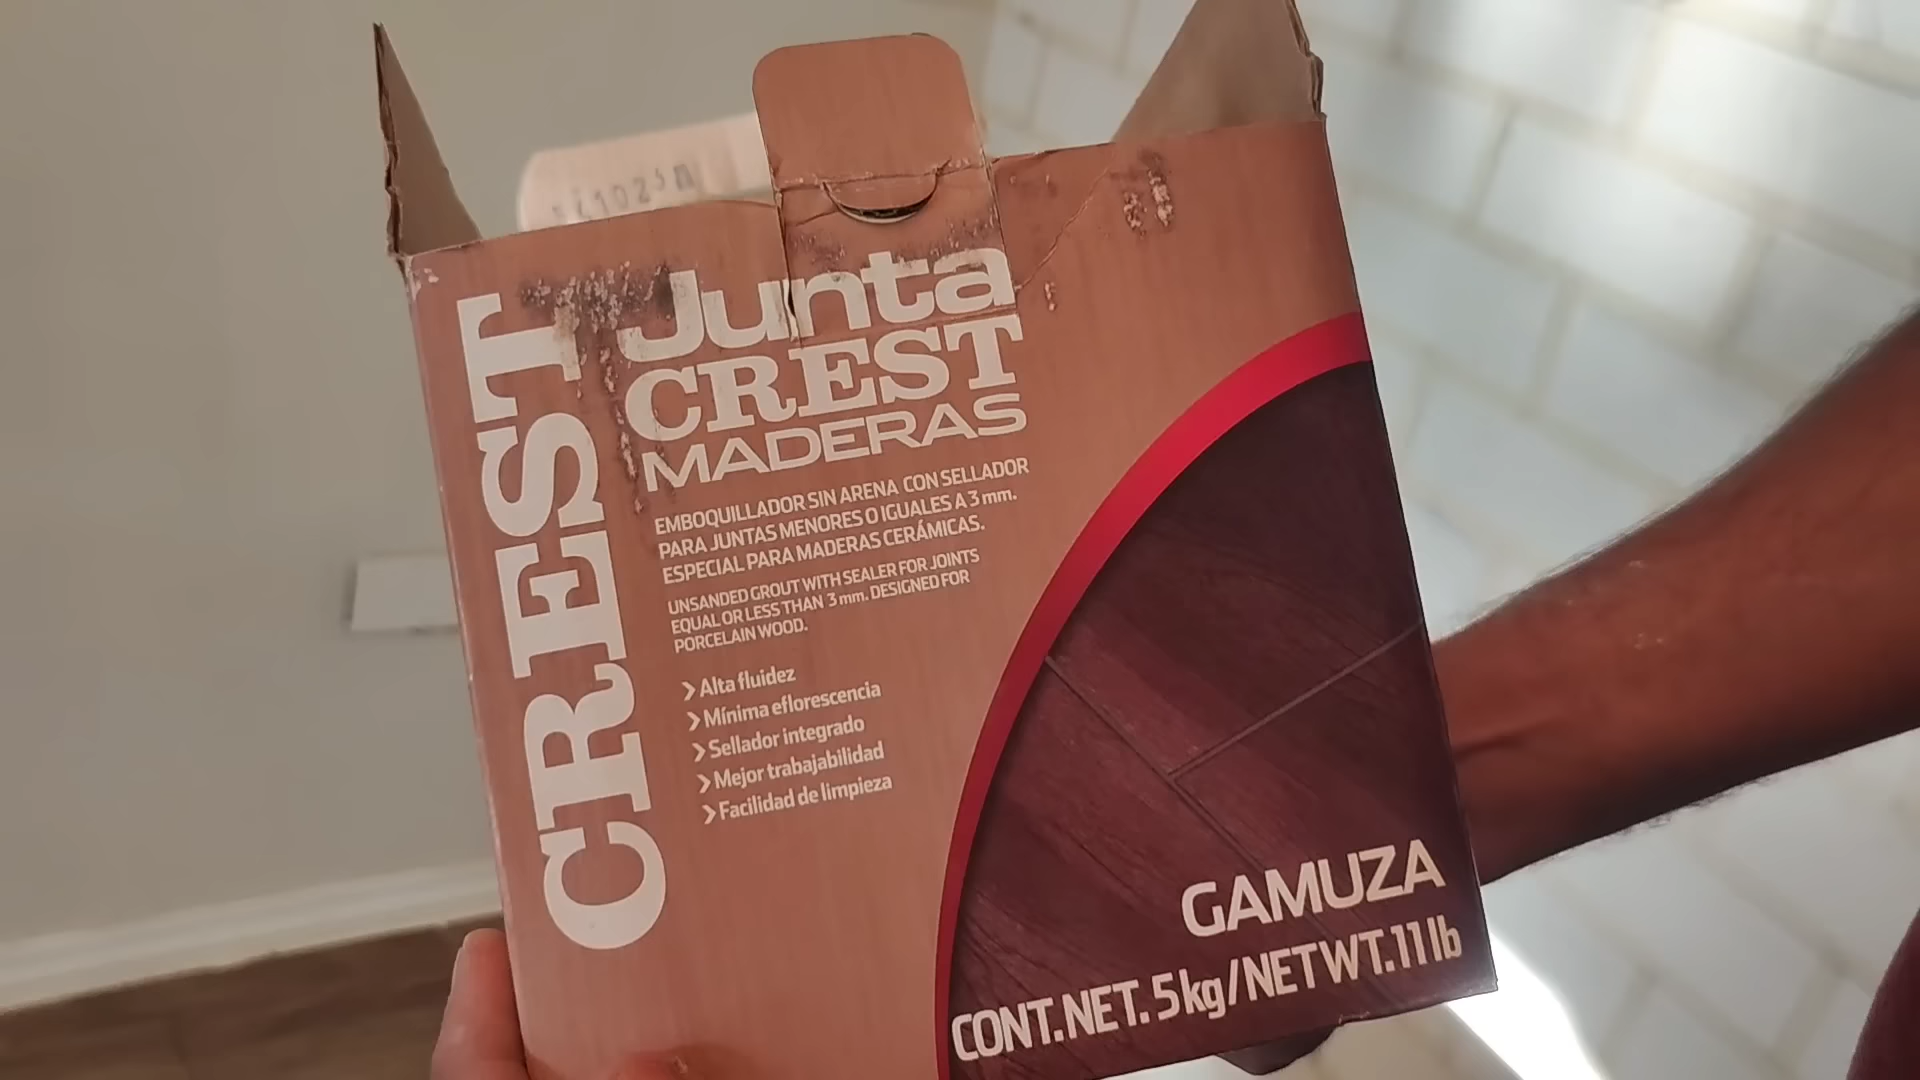 CREST
Junta
CREST
MADERAS
EMBOQUILLADOR SIN ARENA CON SELLADOR
PARA JUNTAS MENORES O IGUALES A 3 mm.
ESPECIAL PARA MADERAS CERÁMICAS.
UNSANDED GROUT WITH SEALER FOR JOINTS
EQUAL OR LESS THAN 3 mm. DESIGNED FOR
PORCELAIN WOOD.
❯ Alta fluidez
❯ Mínima eflorescencia
❯ Sellador integrado
❯ Mejor trabajabilidad
❯ Facilidad de limpieza
GAMUZA
CONT. NET. 5 kg/NET WT. 11 lb